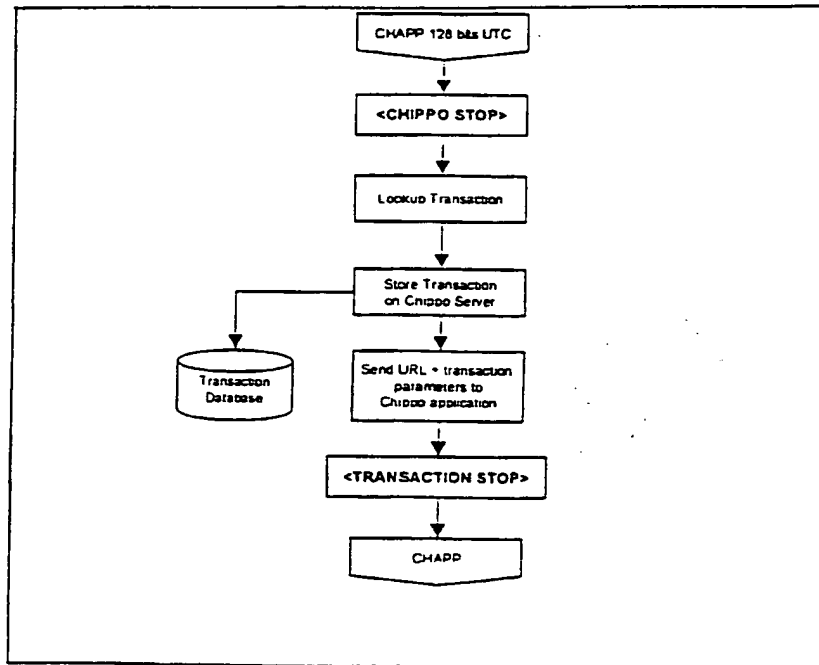 CHAPP 128 bits UTC
<CHIPPO STOP>
Lookup Transaction
Store Transaction
on Chippo Server
Transaction
Database
Send URL + transaction
parameters to
Chippo application
<TRANSACTION STOP>
CHAPP